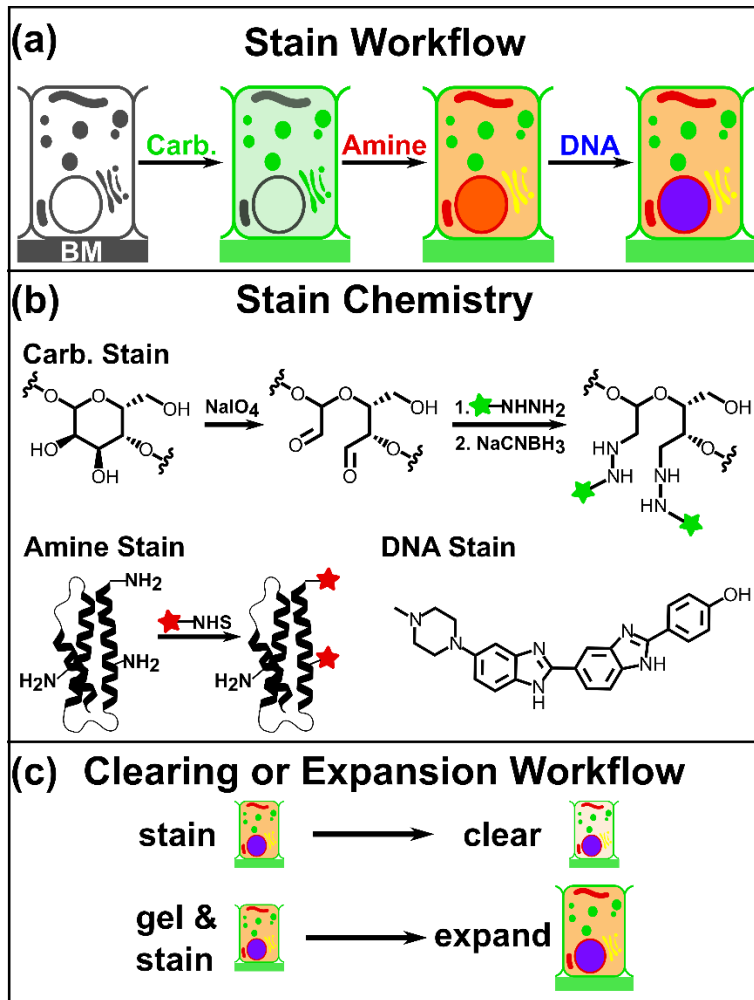 (a) Stain Workflow
Carb. Amine DNA
BM
(b) Stain Chemistry
Carb. Stain
OH
O
O
HO
OH
O
NaIO4
O
O
OH
O
O
O
1. NHNH2
2. NaCNBH3
O
O
OH
O
HN
NH
NH
HN
Amine Stain
NH2
NH2
H2N
NHS
H2N
DNA Stain
N
N
N
N
H
N
NH
OH
(c) Clearing or Expansion Workflow
stain clear
gel &
stain
expand